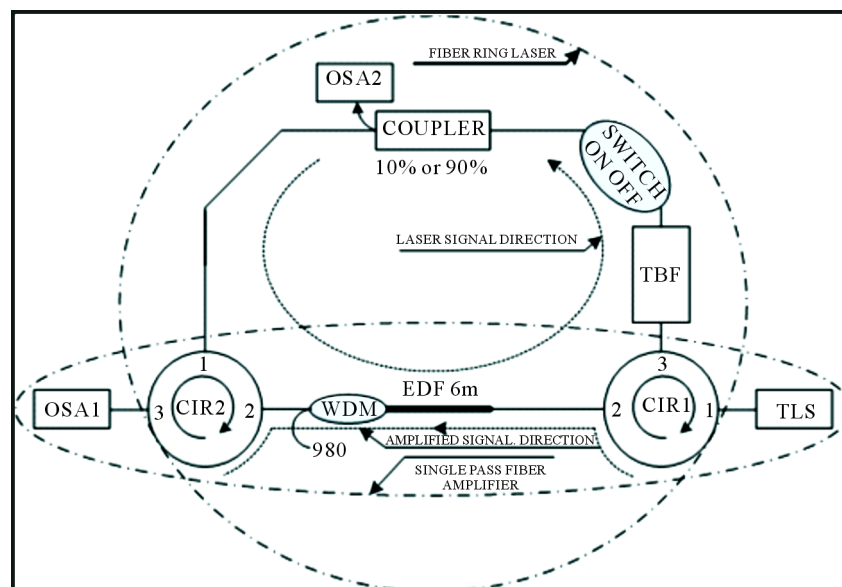 FIBER RING LASER
OSA2
COUPLER
10% or 90%
SWITCH
ON OFF
LASER SIGNAL DIRECTION
TBF
1
3
EDF 6m
OSA1
3
CIR2
2
WDM
2
CIR1
1
TLS
980
AMPLIFIED SIGNAL. DIRECTION
SINGLE PASS FIBER
AMPLIFIER